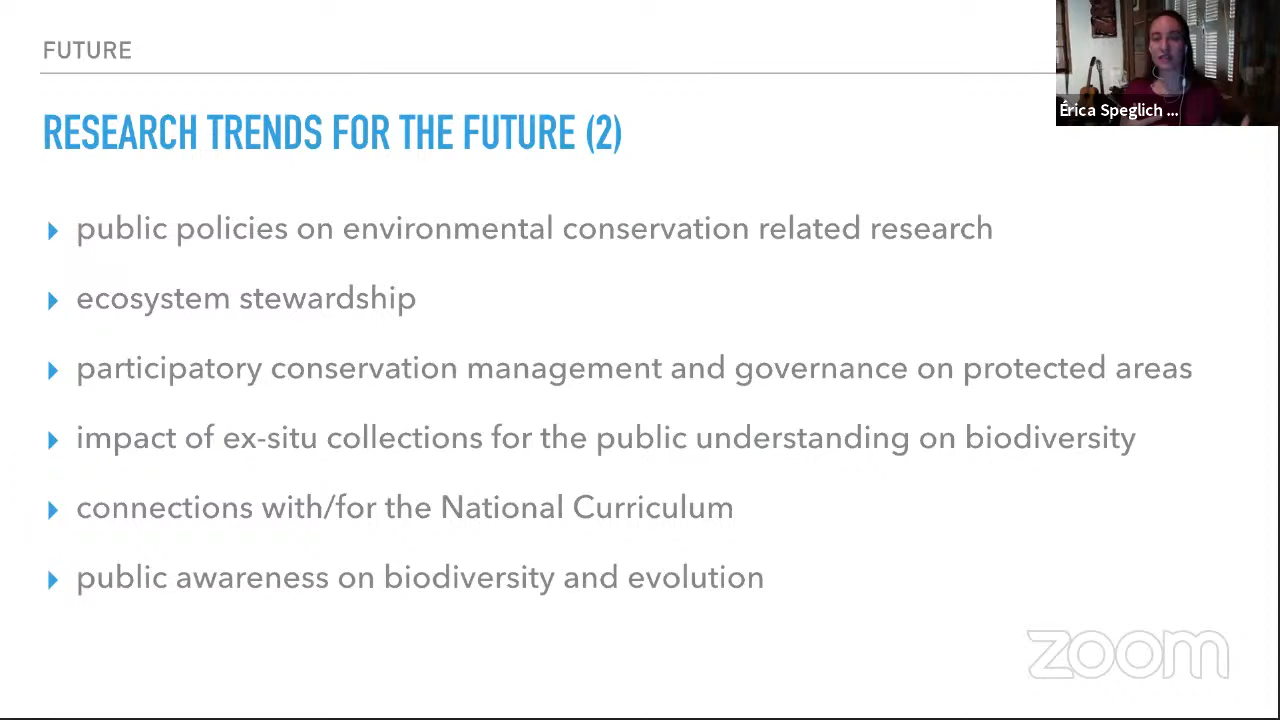 FUTURE
RESEARCH TRENDS FOR THE FUTURE (2)
public policies on environmental conservation related research
ecosystem stewardship
participatory conservation management and governance on protected areas
impact of ex-situ collections for the public understanding on biodiversity
connections with/for the National Curriculum
public awareness on biodiversity and evolution
Érica Speglich ...
zoom